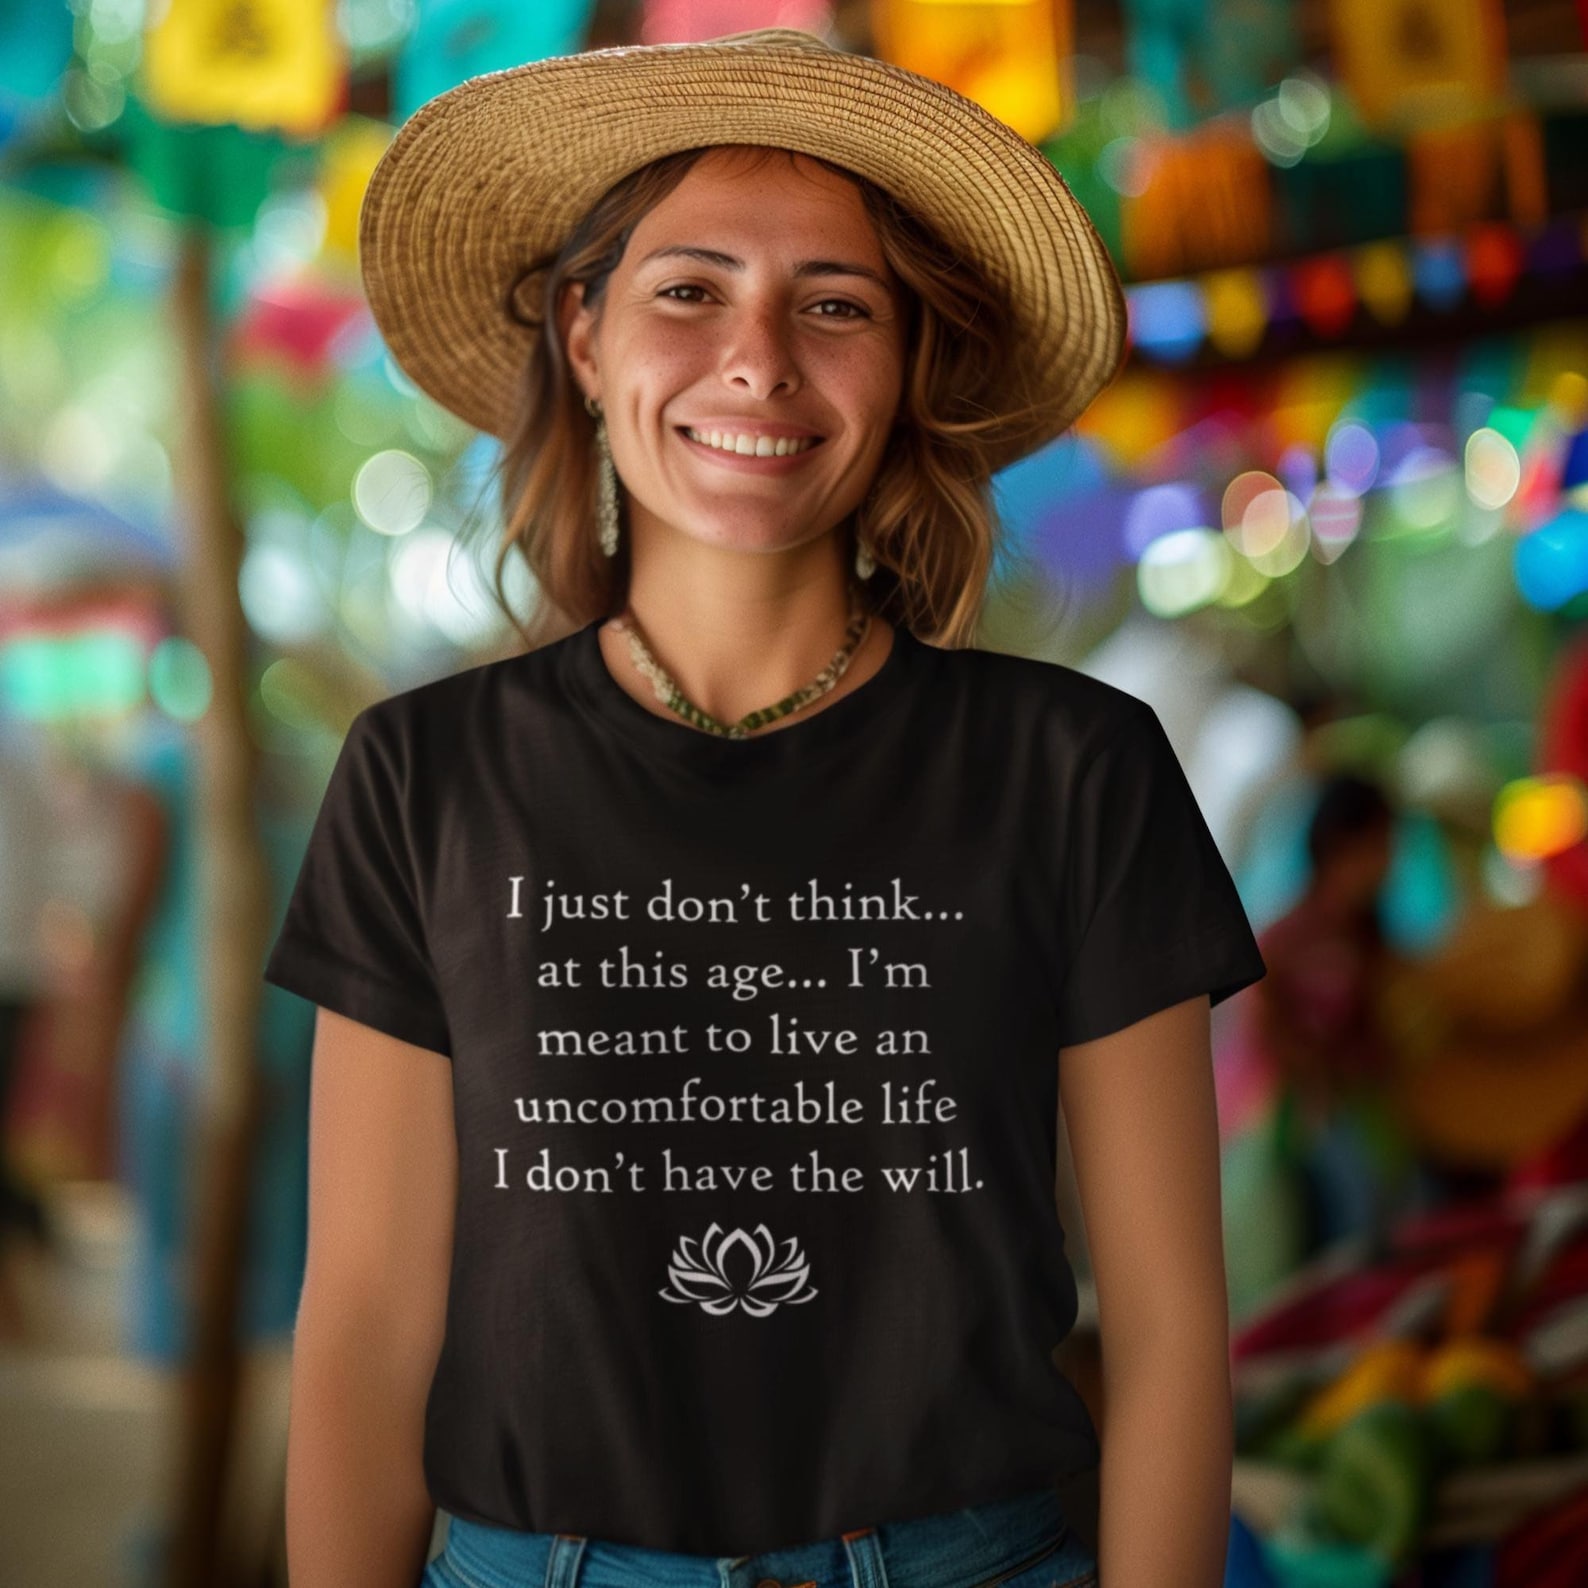 I just don't think...
at this age... I'm
meant to live an
uncomfortable life
I don't have the will.